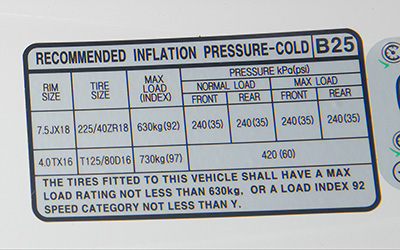 RECOMMENDED INFLATION PRESSURE-COLD B25
RIM SIZE TIRE SIZE MAX LOAD (INDEX) PRESSURE kPa(psi)
NORMAL LOAD MAX LOAD
FRONT REAR FRONT REAR
7.5JX18 225/40ZR18 630kg(92) 240(35) 240(35) 240(35) 240(35)
4.0TX16 T125/80D16 730kg(97) 420 (60)
THE TIRES FITTED TO THIS VEHICLE SHALL HAVE A MAX
LOAD RATING NOT LESS THAN 630kg, OR A LOAD INDEX 92
SPEED CATEGORY NOT LESS THAN Y.